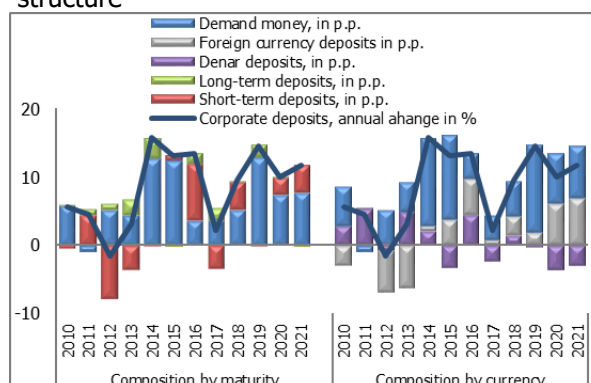 structure
Demand money, in p.p.
Foreign currency deposits in p.p.
Denar deposits, in p.p.
Long-term deposits, in p.p.
Short-term deposits, in p.p.
Corporate deposits, annual ahange in %
20
10
0
-10
2010 2011 2012 2013 2014 2015 2016 2017 2018 2019 2020 2021 2010 2011 2012 2013 2014 2015 2016 2017 2018 2019 2020 2021
Composition by maturity Composition by currency